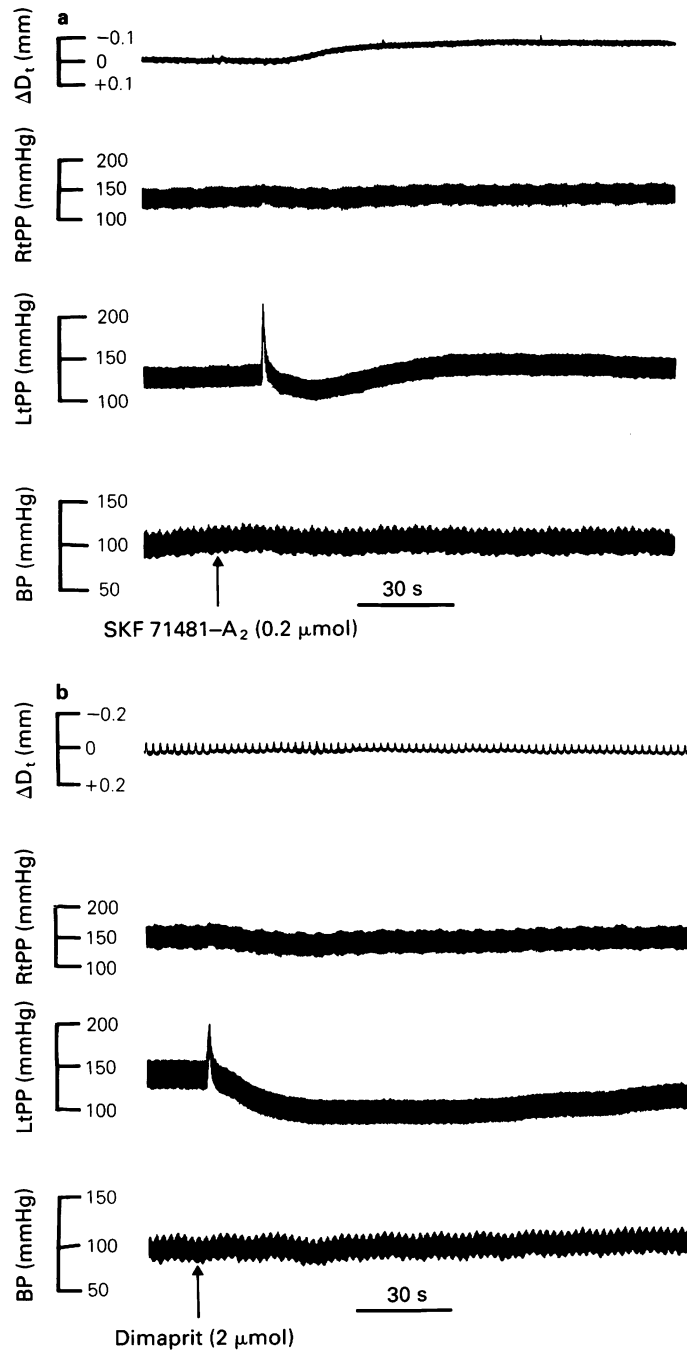 a
ΔDt (mm)
−0.1
0
+0.1
RtPP (mmHg)
200
150
100
LtPP (mmHg)
200
150
100
BP (mmHg)
150
100
50
30 s
SKF 71481–A2 (0.2 μmol)
b
ΔDt (mm)
−0.2
0
+0.2
RtPP (mmHg)
200
150
100
LtPP (mmHg)
200
150
100
BP (mmHg)
150
100
50
30 s
Dimaprit (2 μmol)